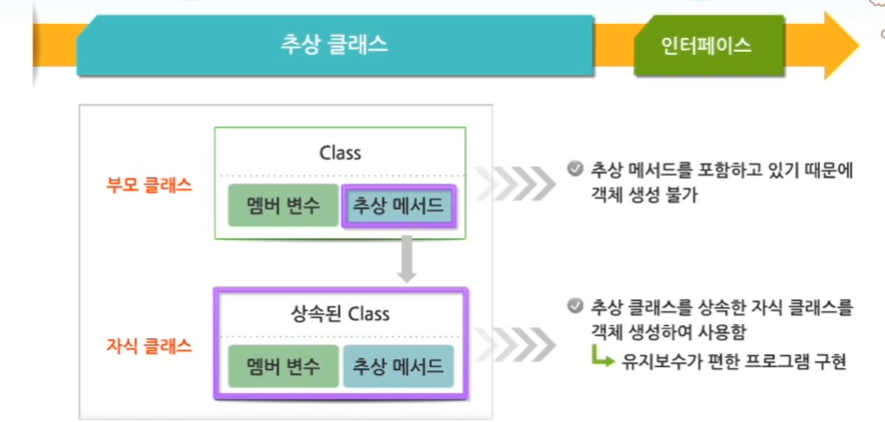 추상 클래스
인터페이스
부모 클래스
Class
멤버 변수
추상 메서드
추상 메서드를 포함하고 있기 때문에
객체 생성 불가
자식 클래스
상속된 Class
멤버 변수
추상 메서드
추상 클래스를 상속한 자식 클래스를
객체 생성하여 사용함
유지보수가 편한 프로그램 구현